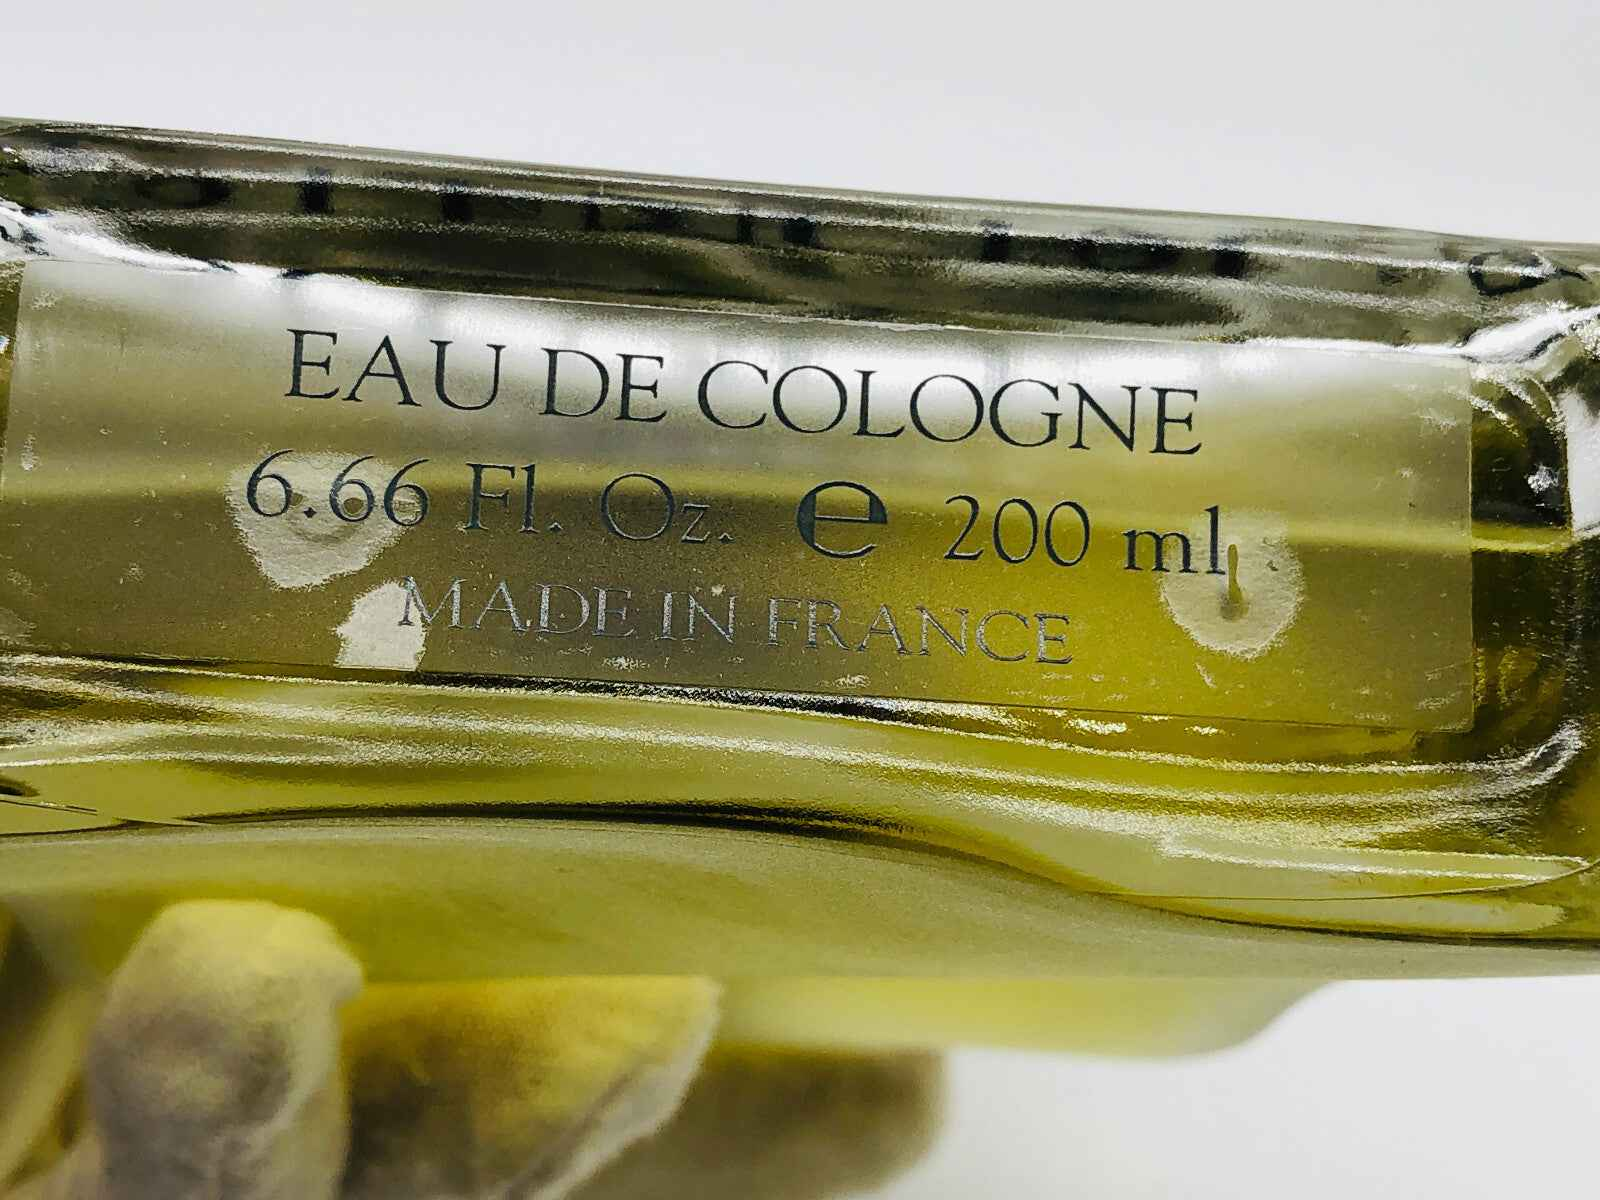 EAU DE COLOGNE
6.66 Fl. Oz. ℮ 200 ml
MADE IN FRANCE